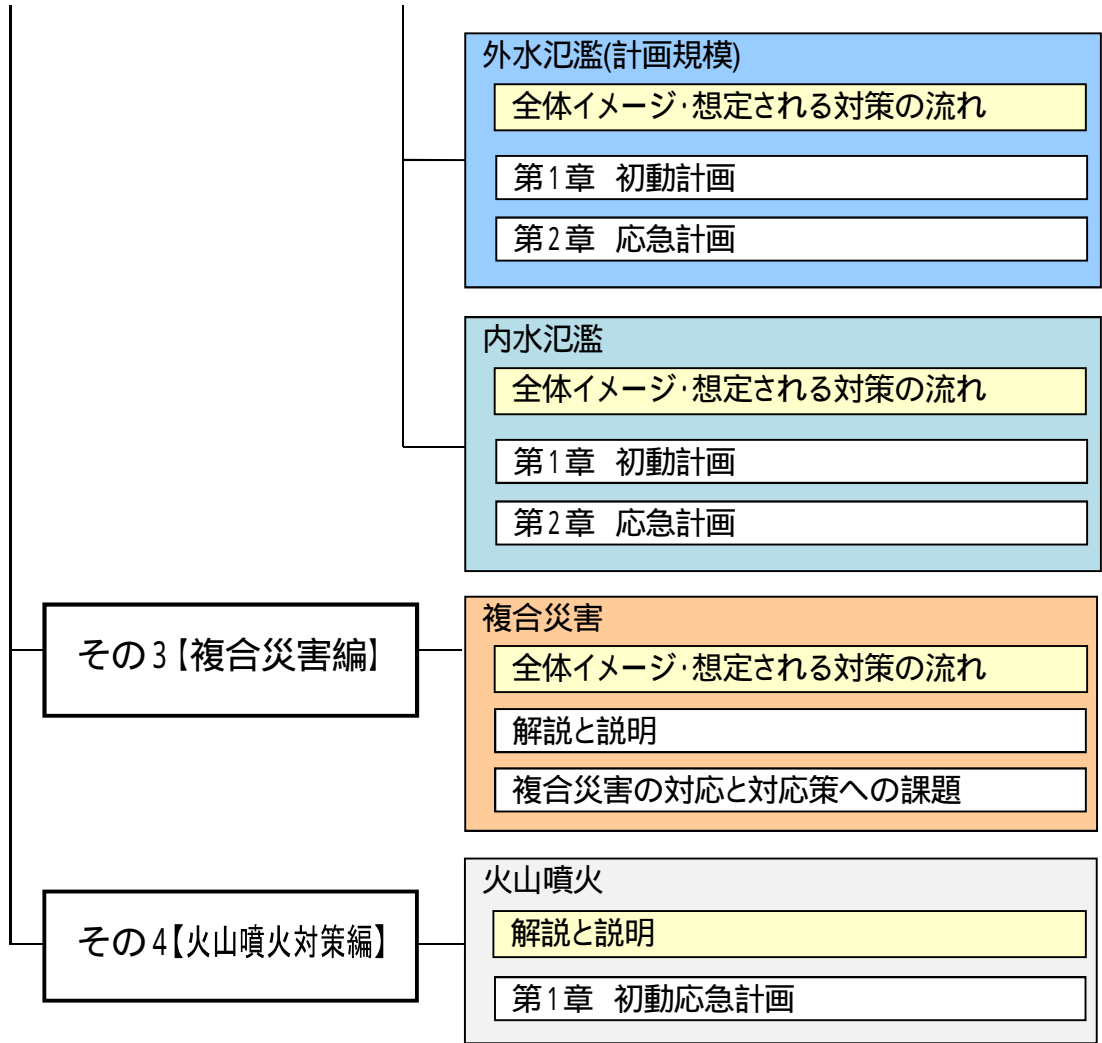 外水氾濫(計画規模)
全体イメージ・想定される対策の流れ
第1章 初動計画
第2章 応急計画
内水氾濫
全体イメージ・想定される対策の流れ
第1章 初動計画
第2章 応急計画
その3【複合災害編】
複合災害
全体イメージ・想定される対策の流れ
解説と説明
複合災害の対応と対応策への課題
その4【火山噴火対策編】
火山噴火
解説と説明
第1章 初動応急計画